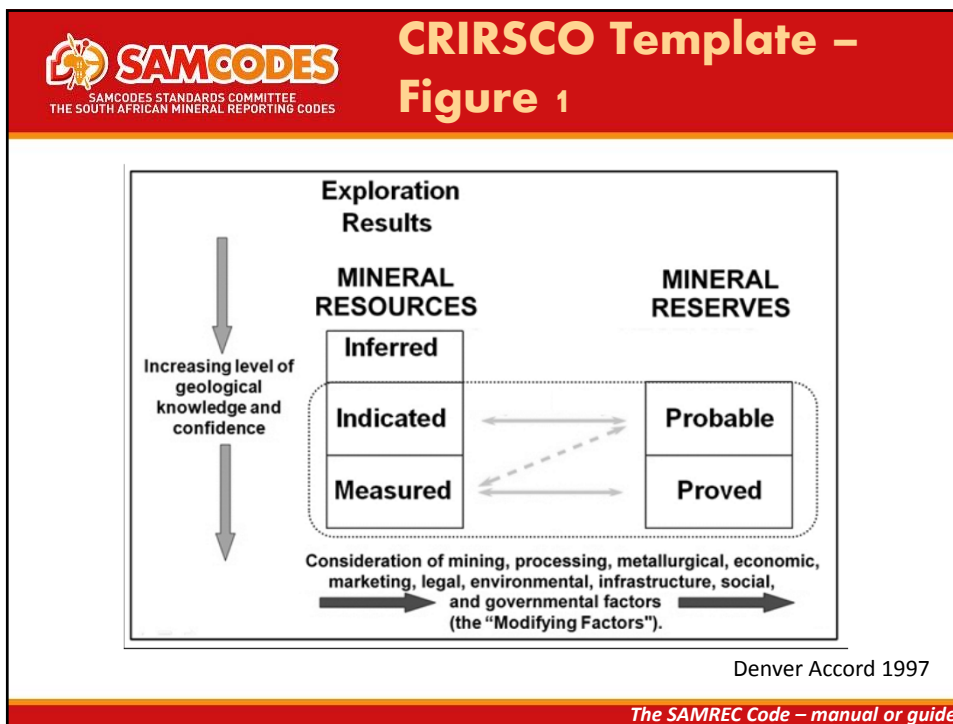 SAMCODES
SAMCODES STANDARDS COMMITTEE
THE SOUTH AFRICAN MINERAL REPORTING CODES
CRIRSCO Template –
Figure 1
Exploration
Results
MINERAL
RESOURCES
MINERAL
RESERVES
Inferred
Increasing level of
geological
knowledge and
confidence
Indicated
Probable
Measured
Proved
Consideration of mining, processing, metallurgical, economic,
marketing, legal, environmental, infrastructure, social,
and governmental factors
(the “Modifying Factors").
Denver Accord 1997
The SAMREC Code – manual or guide